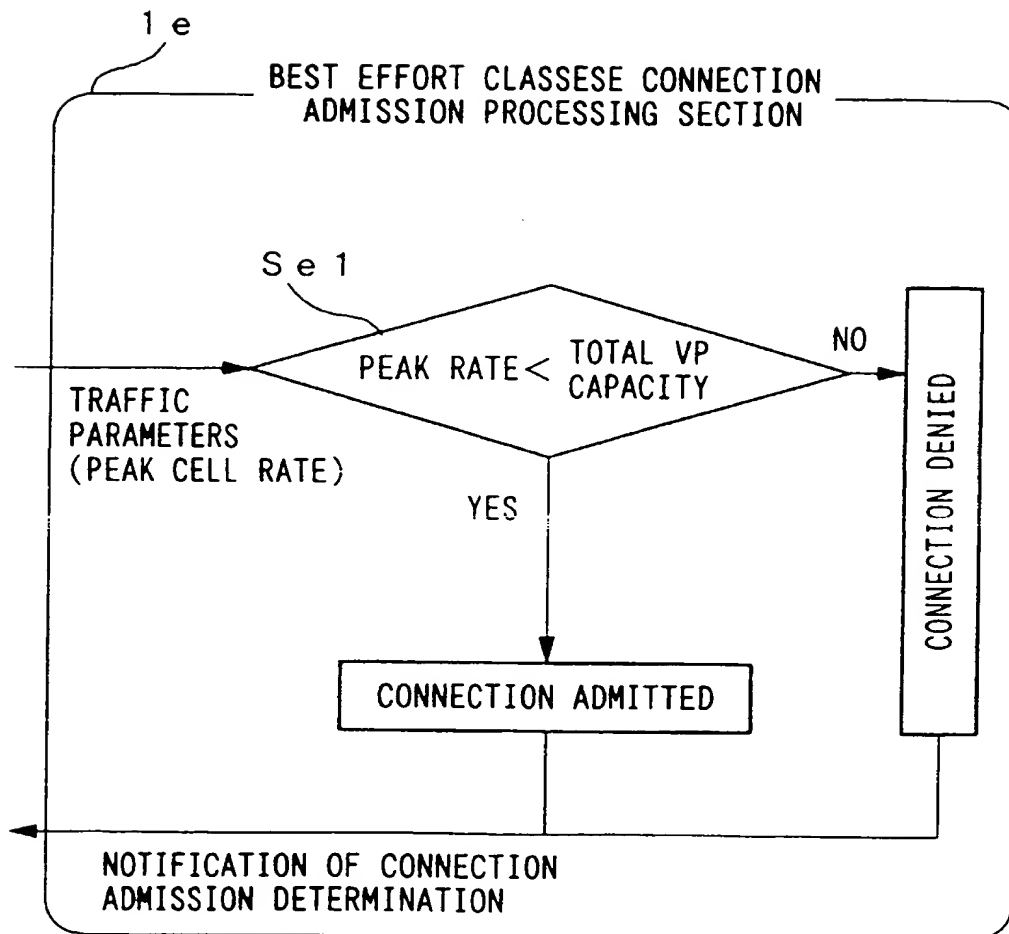 1e
BEST EFFORT CLASSESE CONNECTION
ADMISSION PROCESSING SECTION
Se1
PEAK RATE < TOTAL VP
CAPACITY
NO
TRAFFIC
PARAMETERS
(PEAK CELL RATE)
YES
CONNECTION DENIED
CONNECTION ADMITTED
NOTIFICATION OF CONNECTION
ADMISSION DETERMINATION